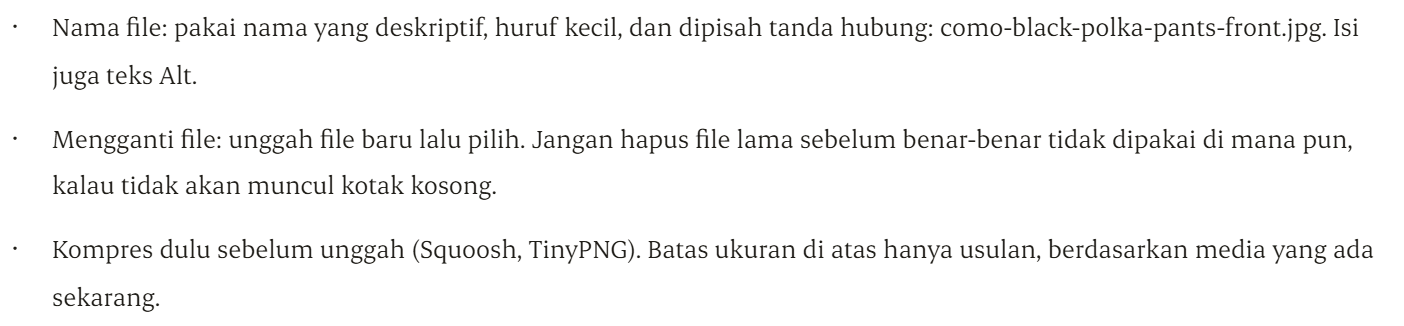 · Nama file: pakai nama yang deskriptif, huruf kecil, dan dipisah tanda hubung: como-black-polka-pants-front.jpg. Isi
juga teks Alt.
· Mengganti file: unggah file baru lalu pilih. Jangan hapus file lama sebelum benar-benar tidak dipakai di mana pun,
kalau tidak akan muncul kotak kosong.
· Kompres dulu sebelum unggah (Squoosh, TinyPNG). Batas ukuran di atas hanya usulan, berdasarkan media yang ada
sekarang.